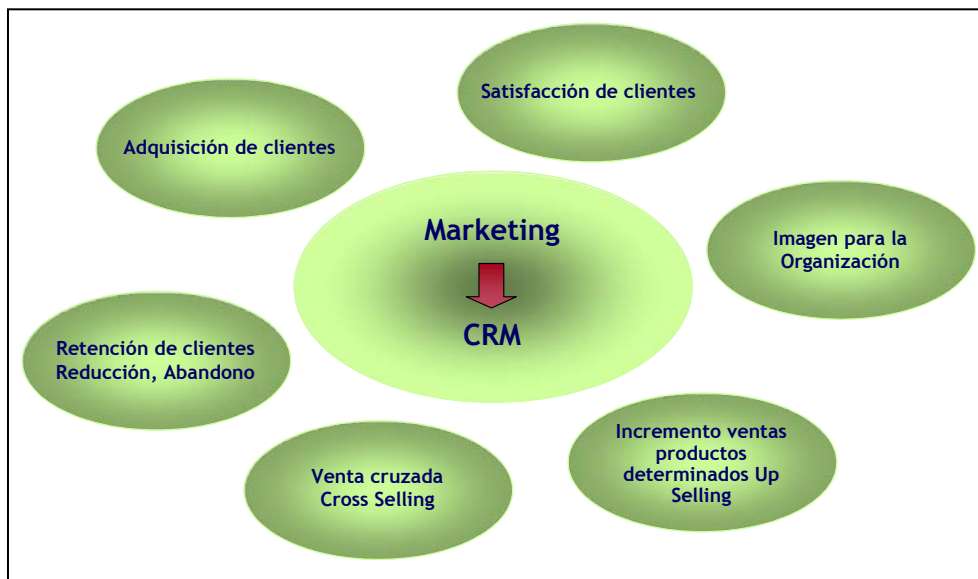 Satisfacción de clientes
Adquisición de clientes
Marketing
Imagen para la
Organización
CRM
Retención de clientes
Reducción, Abandono
Incremento ventas
productos
determinados Up
Selling
Venta cruzada
Cross Selling